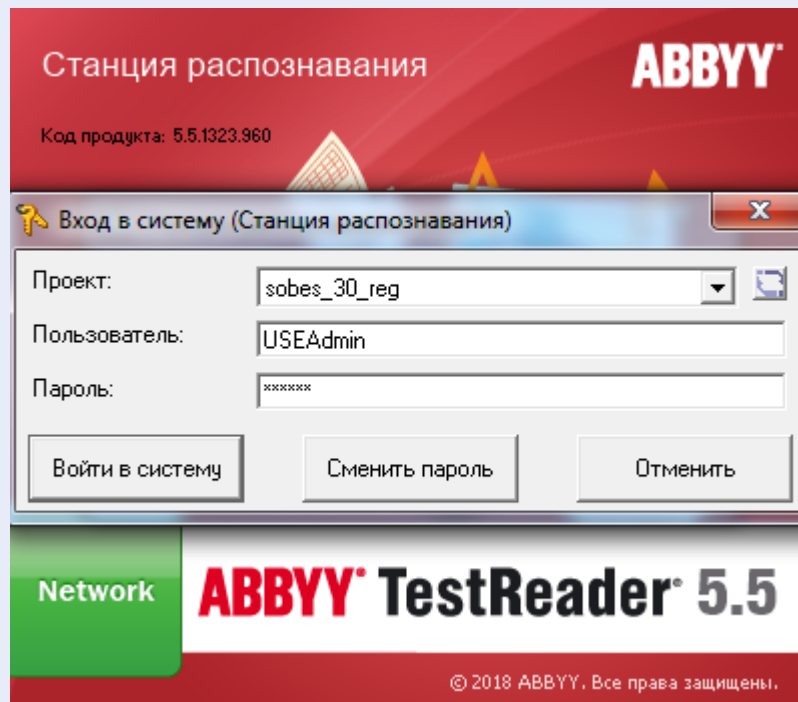 Станция распознавания
ABBYY®
Код продукта: 5.5.1323.960
Вход в систему (Станция распознавания)
Проект:
sobes_30_reg
Пользователь:
USEAdmin
Пароль:
******
Войти в систему
Сменить пароль
Отменить
Network
ABBYY® TestReader® 5.5
© 2018 ABBYY. Все права защищены.